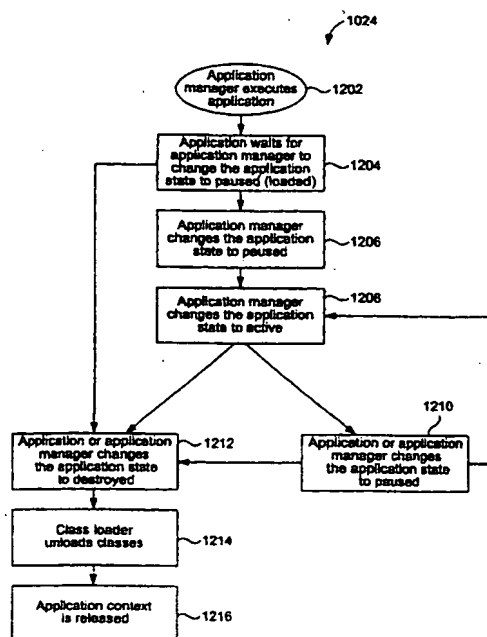 1024
Application
manager executes
application
1202
Application waits for
application manager to
change the application
state to paused (loaded)
1204
Application manager
changes the application
state to paused
1206
1208
Application manager
changes the application
state to active
1210
Application or application
manager changes
the application state
to destroyed
1212
Application or application
manager changes
the application state
to paused
Class loader
unloads classes
1214
Application context
is released
1216